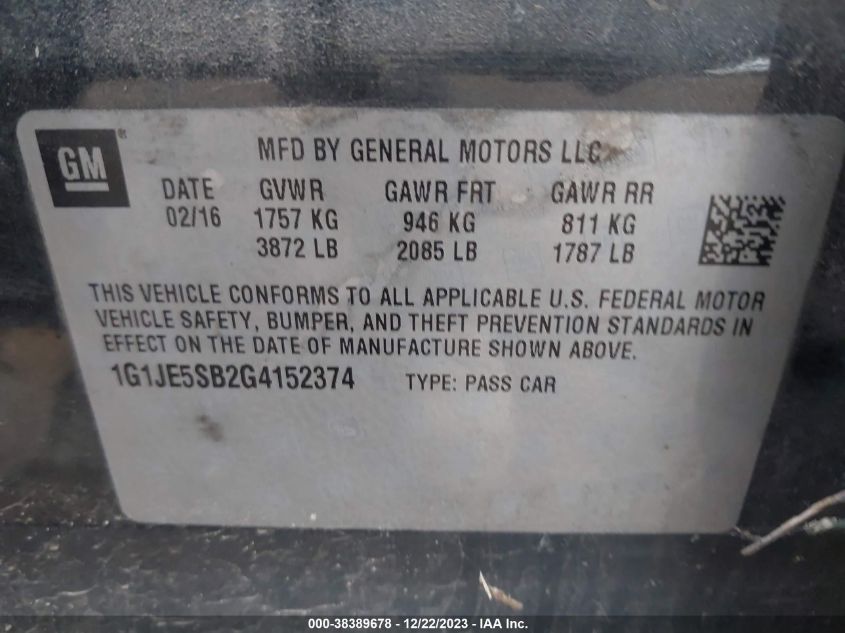 GM ®
MFD BY GENERAL MOTORS LLC
DATE GVWR GAWR FRT GAWR RR
02/16 1757 KG 946 KG 811 KG
3872 LB 2085 LB 1787 LB
THIS VEHICLE CONFORMS TO ALL APPLICABLE U.S. FEDERAL MOTOR
VEHICLE SAFETY, BUMPER, AND THEFT PREVENTION STANDARDS IN
EFFECT ON THE DATE OF MANUFACTURE SHOWN ABOVE.
1G1JE5SB2G4152374 TYPE: PASS CAR
000-38389678 - 12/22/2023 - IAA Inc.